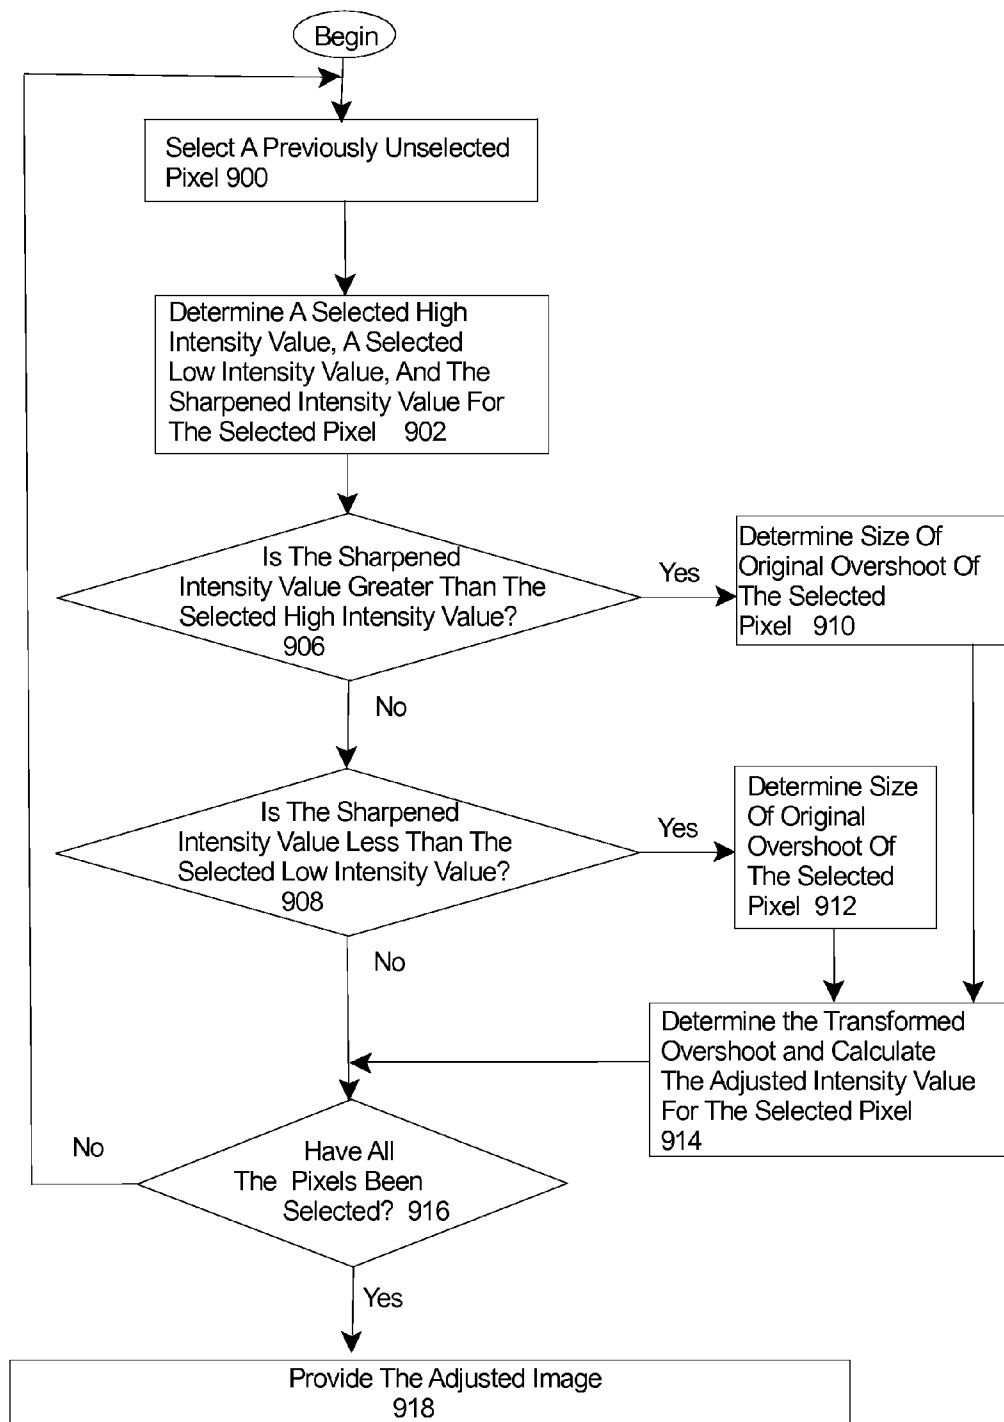 Begin
Select A Previously Unselected
Pixel 900
Determine A Selected High
Intensity Value, A Selected
Low Intensity Value, And The
Sharpened Intensity Value For
The Selected Pixel 902
Is The Sharpened
Intensity Value Greater Than The
Selected High Intensity Value?
906
Yes
Determine Size Of
Original Overshoot Of
The Selected
Pixel 910
No
Is The Sharpened
Intensity Value Less Than The
Selected Low Intensity Value?
908
Yes
Determine Size
Of Original
Overshoot Of
The Selected
Pixel 912
No
Determine the Transformed
Overshoot and Calculate
The Adjusted Intensity Value
For The Selected Pixel
914
No
Have All
The Pixels Been
Selected? 916
Yes
Provide The Adjusted Image
918